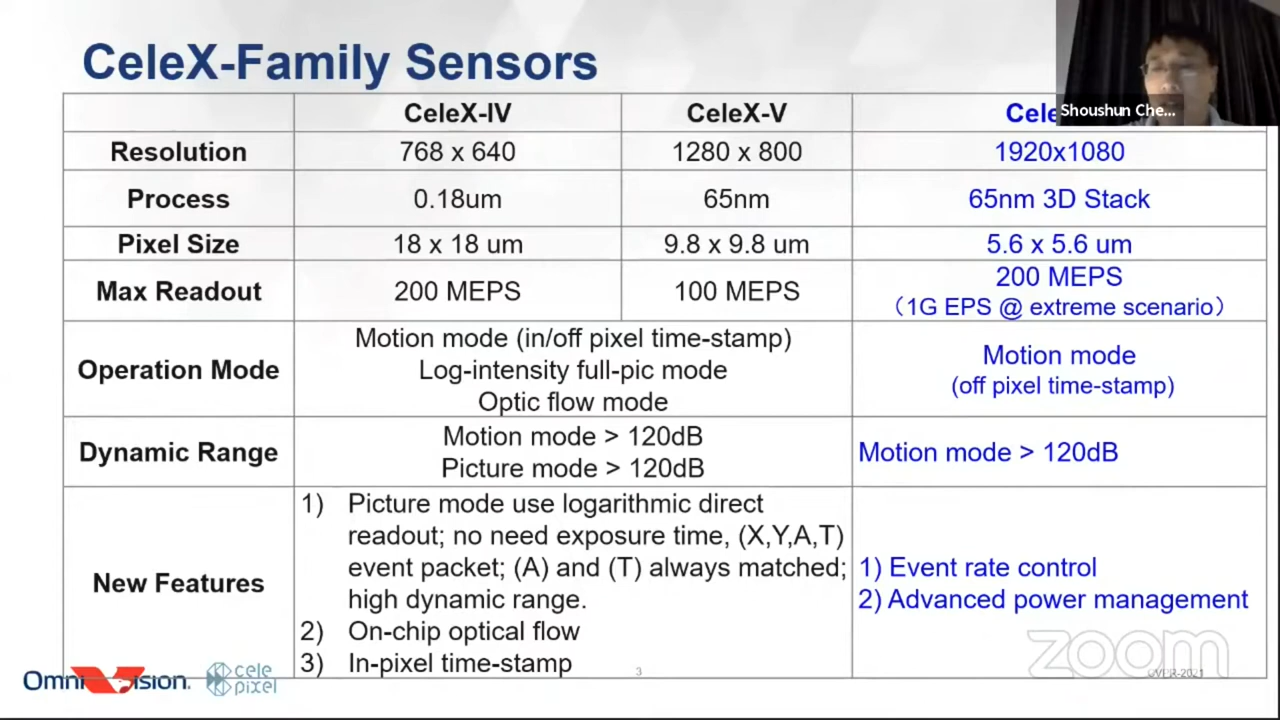 CeleX-Family Sensors
Shoushun Che...
CeleX-IV CeleX-V Cele
Resolution 768 x 640 1280 x 800 1920x1080
Process 0.18um 65nm 65nm 3D Stack
Pixel Size 18 x 18 um 9.8 x 9.8 um 5.6 x 5.6 um
Max Readout 200 MEPS 100 MEPS 200 MEPS
（1G EPS @ extreme scenario）
Operation Mode
Motion mode (in/off pixel time-stamp)
Log-intensity full-pic mode
Optic flow mode
Motion mode
(off pixel time-stamp)
Dynamic Range
Motion mode > 120dB
Picture mode > 120dB
Motion mode > 120dB
New Features
1) Picture mode use logarithmic direct
readout; no need exposure time, (X,Y,A,T)
event packet; (A) and (T) always matched;
high dynamic range.
2) On-chip optical flow
3) In-pixel time-stamp
1) Event rate control
2) Advanced power management
OmniVision.
cele
pixel
3
zoom
CVPR-2021